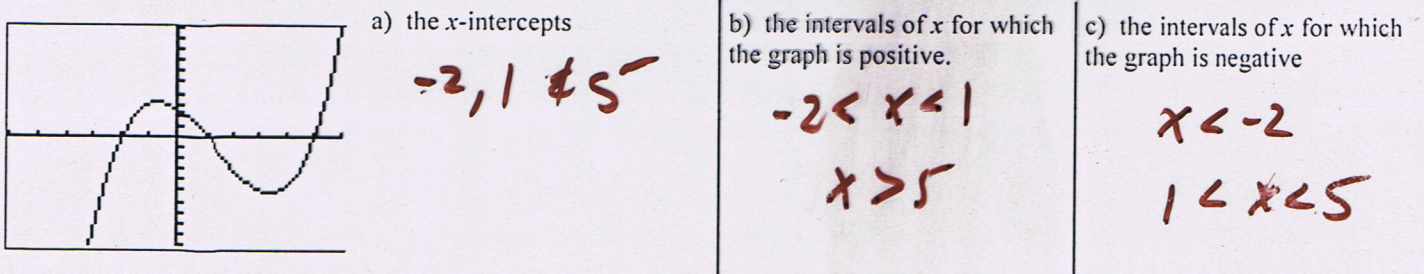 a) the x-intercepts
-2, 1 & 5
b) the intervals of x for which
the graph is positive.
-2 < x < 1
x > 5
c) the intervals of x for which
the graph is negative
x < -2
1 < x < 5